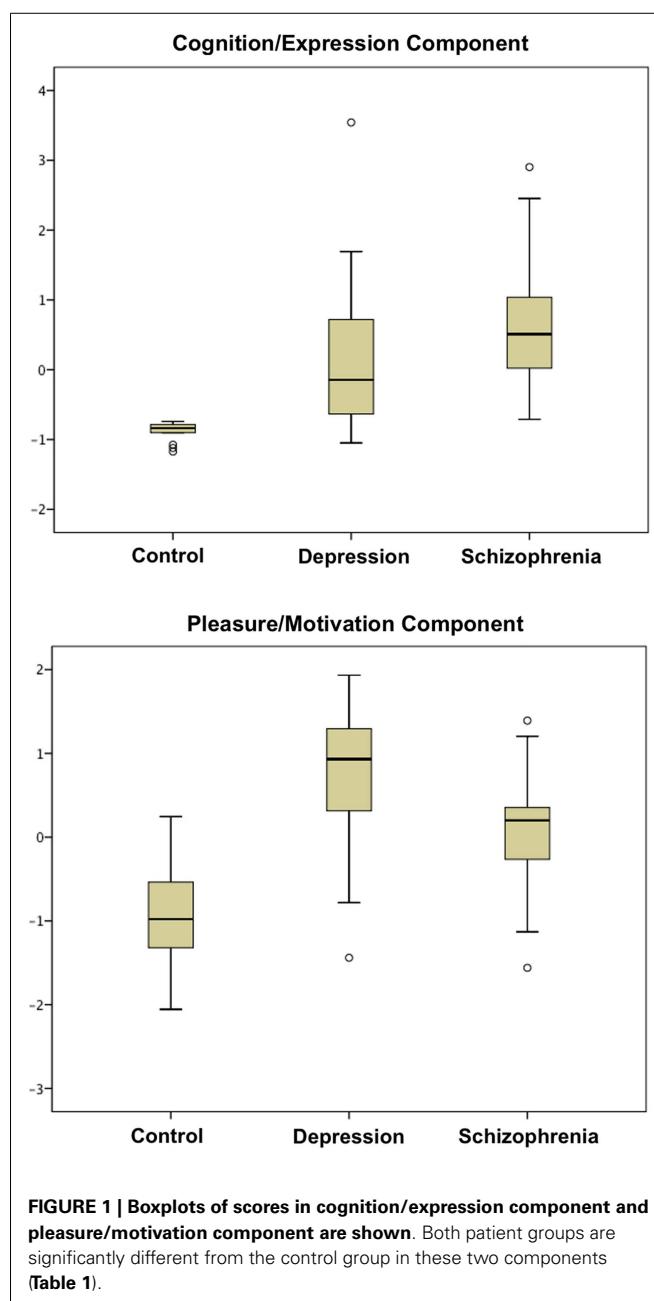 Cognition/Expression Component
4
3
2
1
0
-1
-2
Control Depression Schizophrenia
Pleasure/Motivation Component
2
1
0
-1
-2
-3
Control Depression Schizophrenia
FIGURE 1 | Boxplots of scores in cognition/expression component and
pleasure/motivation component are shown. Both patient groups are
significantly different from the control group in these two components
(Table 1).